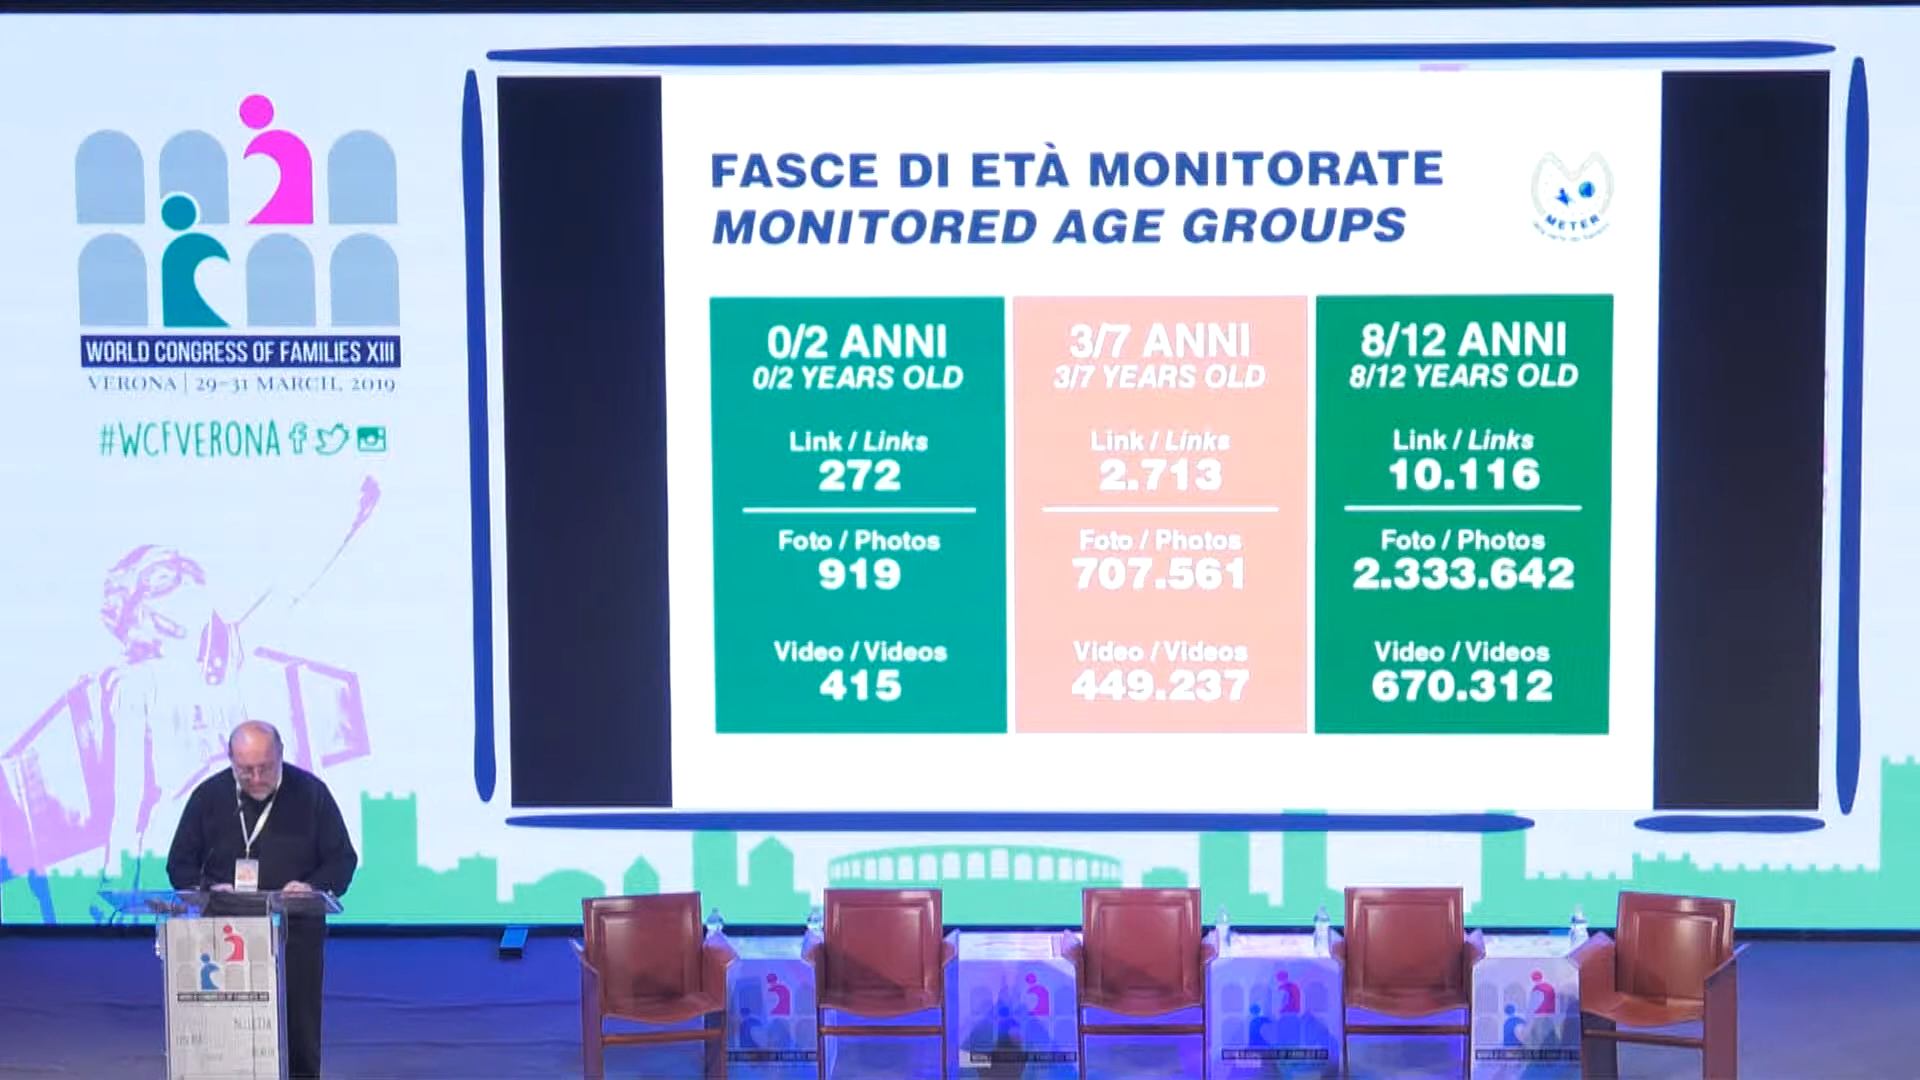 WORLD CONGRESS OF FAMILIES XIII
VERONA | 29-31 MARCH, 2019
#WCFVERONA
FASCE DI ETÀ MONITORATE
MONITORED AGE GROUPS
METER
0/2 ANNI
0/2 YEARS OLD
Link / Links
272
Foto / Photos
919
Video / Videos
415
3/7 ANNI
3/7 YEARS OLD
Link / Links
2.713
Foto / Photos
707.561
Video / Videos
449.237
8/12 ANNI
8/12 YEARS OLD
Link / Links
10.116
Foto / Photos
2.333.642
Video / Videos
670.312